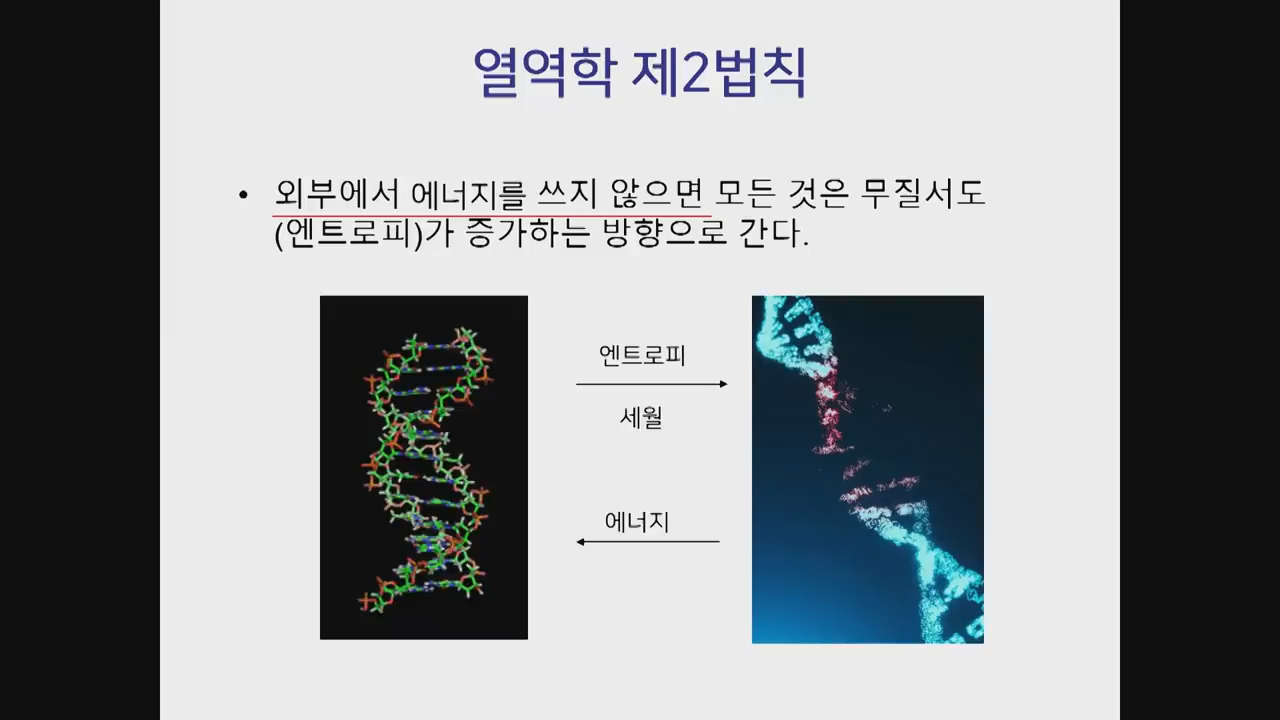 열역학 제2법칙
• 외부에서 에너지를 쓰지 않으면 모든 것은 무질서도
(엔트로피)가 증가하는 방향으로 간다.
엔트로피
세월
에너지